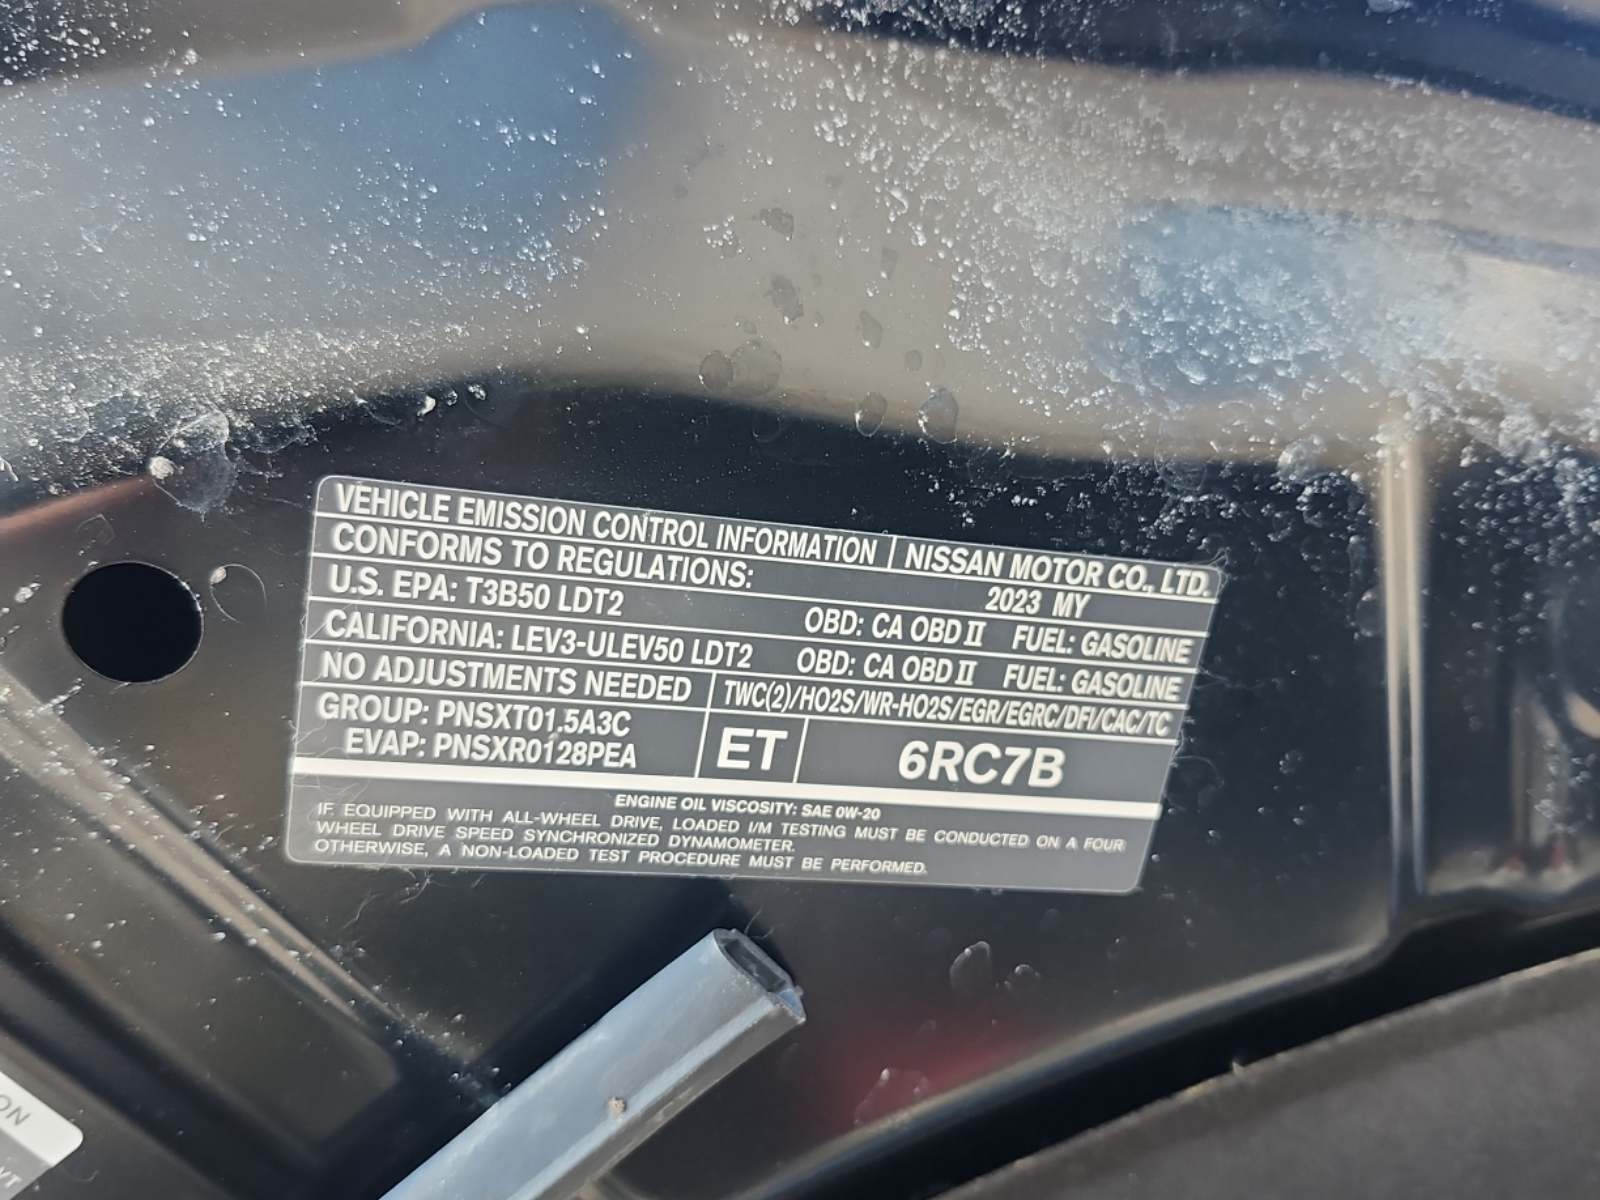 VEHICLE EMISSION CONTROL INFORMATION NISSAN MOTOR CO., LTD.
CONFORMS TO REGULATIONS: 2023 MY
U.S. EPA: T3B50 LDT2 OBD: CA OBD II FUEL: GASOLINE
CALIFORNIA: LEV3-ULEV50 LDT2 OBD: CA OBD II FUEL: GASOLINE
NO ADJUSTMENTS NEEDED TWC(2)/HO2S/WR-HO2S/EGR/EGRC/DFI/CAC/TC
GROUP: PNSXT01.5A3C
EVAP: PNSXR0128PEA
ET 6RC7B
ENGINE OIL VISCOSITY: SAE 0W-20
IF EQUIPPED WITH ALL-WHEEL DRIVE, LOADED I/M TESTING MUST BE CONDUCTED ON A FOUR
WHEEL DRIVE SPEED SYNCHRONIZED DYNAMOMETER.
OTHERWISE, A NON-LOADED TEST PROCEDURE MUST BE PERFORMED.